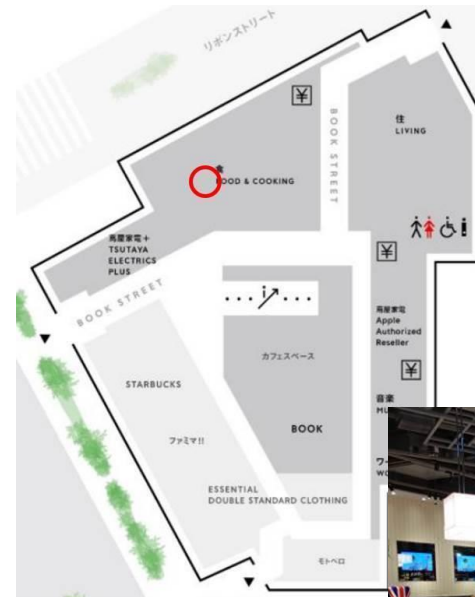 リボンストリート
¥
BOOK STREET
住
LIVING
食
FOOD & COOKING
蔦屋家電+
TSUTAYA
ELECTRICS
PLUS
BOOK STREET
¥
蔦屋家電
Apple
Authorized
Reseller
カフェスペース
STARBUCKS
¥
音楽
ファミマ!!
BOOK
ESSENTIAL
DOUBLE STANDARD CLOTHING
モトベロ